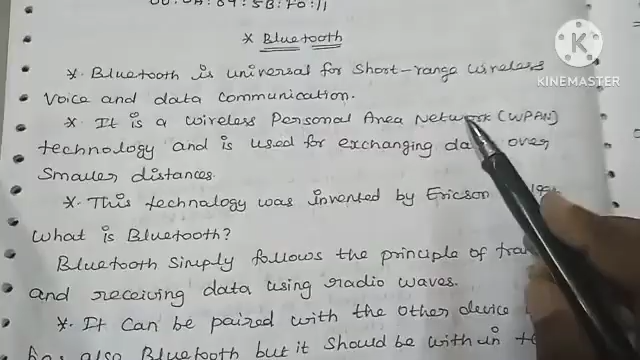 * Bluetooth
K
KINEMASTER
* Bluetooth is universal for short-range wireless
voice and data communication.
* It is a wireless Personal Area Network (WPAN)
technology and is used for exchanging data over
smaller distances.
* This technology was invented by Ericson
What is Bluetooth?
Bluetooth simply follows the principle of
and receiving data using radio waves.
* It can be paired with the other device
has also Bluetooth but it should be within